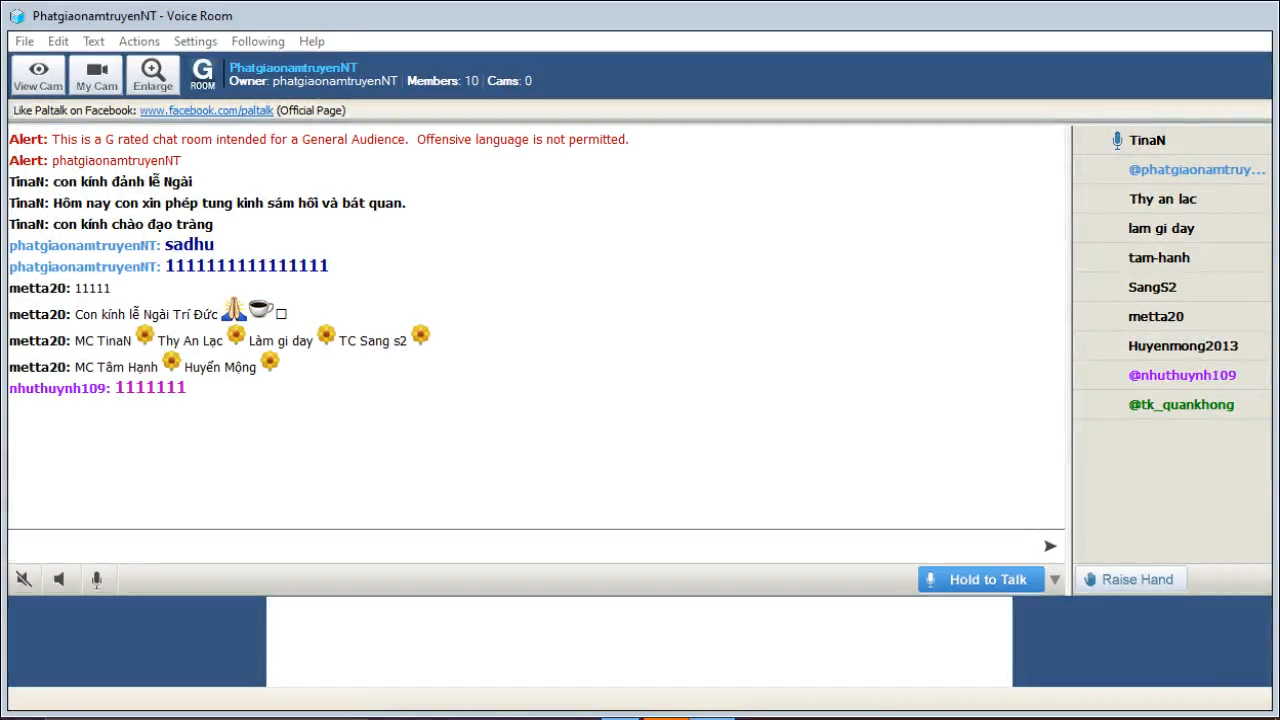 PhatgiaonamtruyenNT - Voice Room
File Edit Text Actions Settings Following Help
View Cam My Cam Enlarge G ROOM
PhatgiaonamtruyenNT
Owner: phatgiaonamtruyenNT Members: 10 Cams: 0
Like Paltalk on Facebook: www.facebook.com/paltalk (Official Page)
Alert: This is a G rated chat room intended for a General Audience. Offensive language is not permitted.
Alert: phatgiaonamtruyenNT
TinaN: con kính đảnh lễ Ngài
TinaN: Hôm nay con xin phép tung kinh sám hối và bát quan.
TinaN: con kính chào đạo tràng
phatgiaonamtruyenNT: sadhu
phatgiaonamtruyenNT: 1111111111111111
metta20: 11111
metta20: Con kính lễ Ngài Trí Đức
metta20: MC TinaN Thy An Lạc Làm gi day TC Sang s2
metta20: MC Tâm Hạnh Huyển Mộng
nhuthuynh109: 1111111
TinaN
@phatgiaonamtruy...
Thy an lac
lam gi day
tam-hanh
SangS2
metta20
Huyenmong2013
@nhuthuynh109
@tk_quankhong
Hold to Talk
Raise Hand